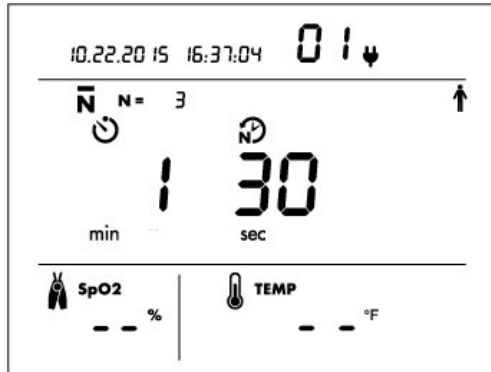 10.22.2015 16:37:04 01
N N = 3
N
1 30
min sec
SpO2 TEMP
-- % -- °F